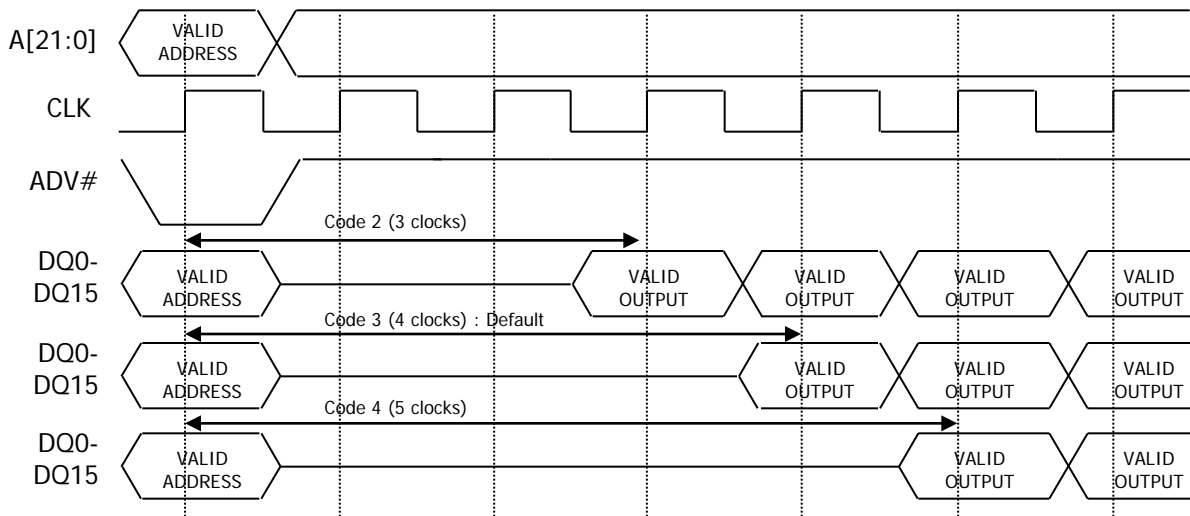 A[21:0]
VALID
ADDRESS
CLK
ADV#
Code 2 (3 clocks)
DQ0-
DQ15
VALID
ADDRESS
VALID
OUTPUT
VALID
OUTPUT
VALID
OUTPUT
VALID
OUTPUT
Code 3 (4 clocks) : Default
DQ0-
DQ15
VALID
ADDRESS
VALID
OUTPUT
VALID
OUTPUT
VALID
OUTPUT
Code 4 (5 clocks)
DQ0-
DQ15
VALID
ADDRESS
VALID
OUTPUT
VALID
OUTPUT